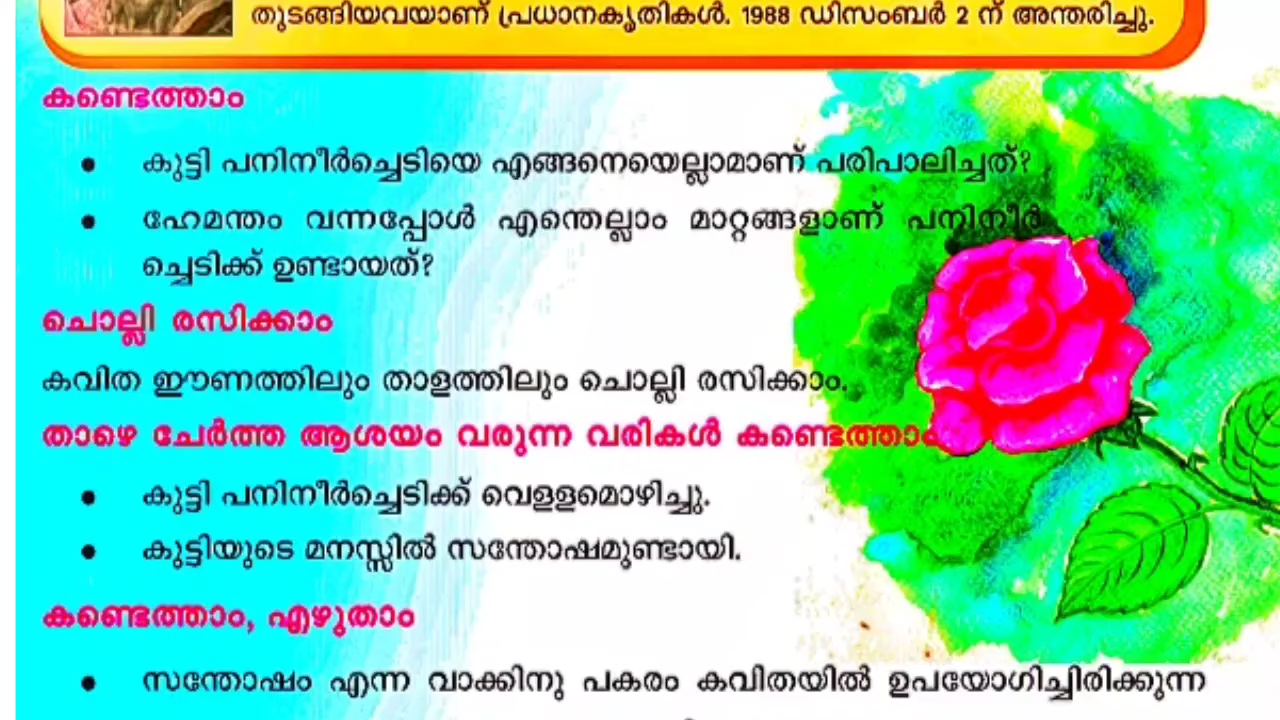 തുടങ്ങിയവയാണ് പ്രധാനകൃതികൾ. 1988 ഡിസംബർ 2 ന് അന്തരിച്ചു.
കണ്ടെത്താം
• കുട്ടി പനിനീർച്ചെടിയെ എങ്ങനെയെല്ലാമാണ് പരിപാലിച്ചത്?
• ഹേമന്തം വന്നപ്പോൾ എന്തെല്ലാം മാറ്റങ്ങളാണ് പനിനീർ
ച്ചെടിക്ക് ഉണ്ടായത്?
ചൊല്ലി രസിക്കാം
കവിത ഈണത്തിലും താളത്തിലും ചൊല്ലി രസിക്കാം.
താഴെ ചേർത്ത ആശയം വരുന്ന വരികൾ കണ്ടെത്താം
• കുട്ടി പനിനീർച്ചെടിക്ക് വെള്ളമൊഴിച്ചു.
• കുട്ടിയുടെ മനസ്സിൽ സന്തോഷമുണ്ടായി.
കണ്ടെത്താം, എഴുതാം
• സന്തോഷം എന്ന വാക്കിനു പകരം കവിതയിൽ ഉപയോഗിച്ചിരിക്കുന്ന